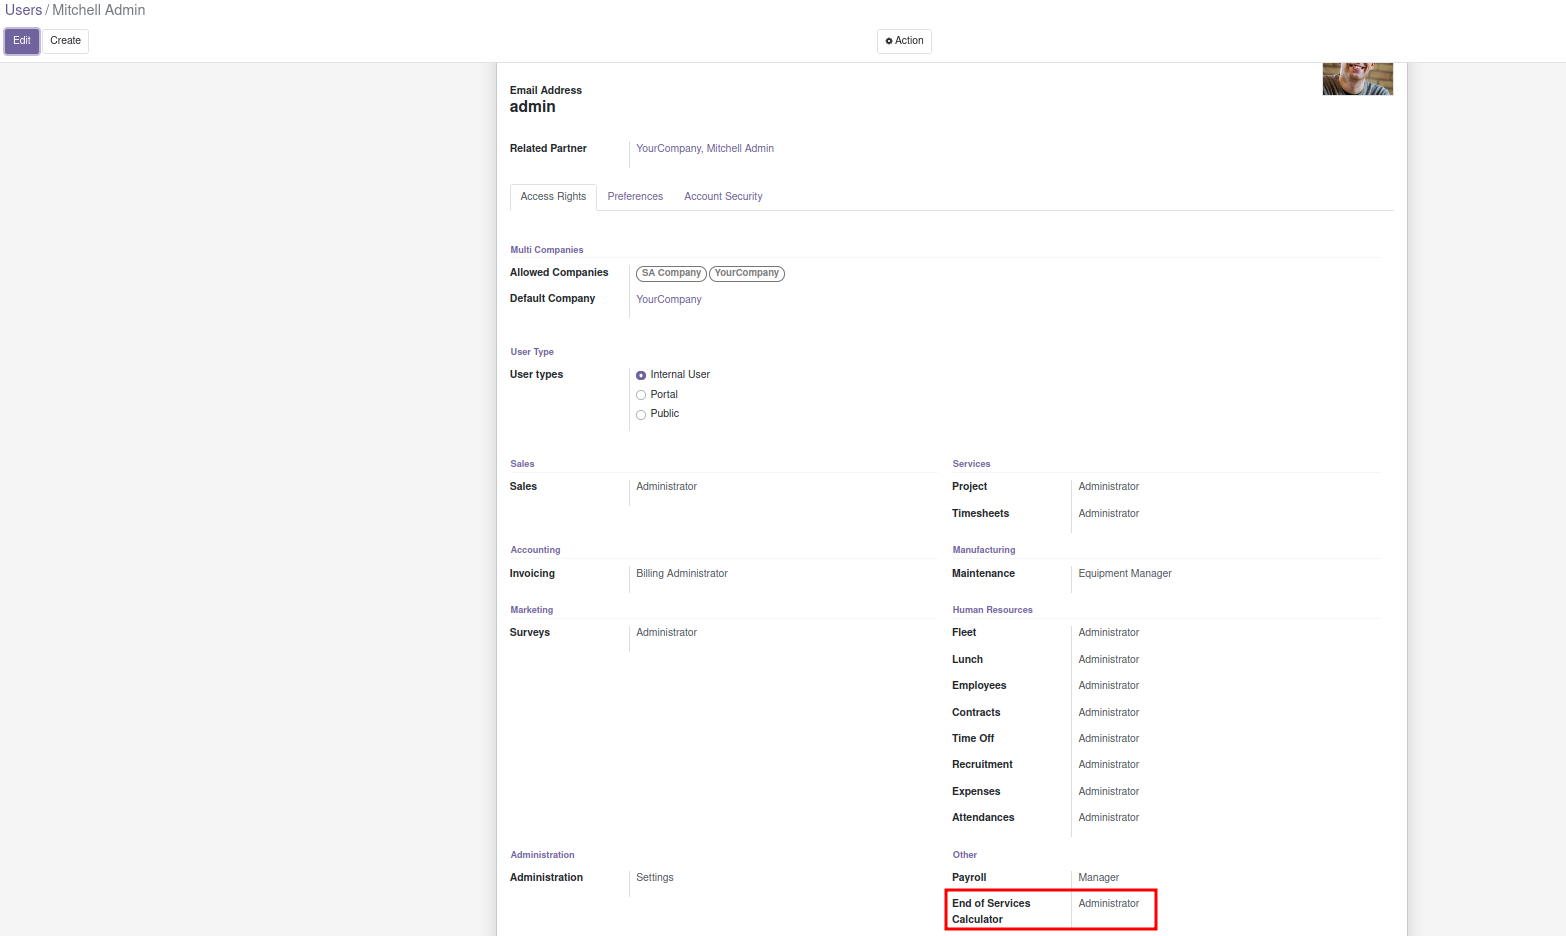 Users / Mitchell Admin
Edit Create Action
Email Address
admin
Related Partner YourCompany, Mitchell Admin
Access Rights Preferences Account Security
Multi Companies
Allowed Companies SA Company YourCompany
Default Company YourCompany
User Type
User types Internal User
Portal
Public
Sales Services
Sales Administrator Project Administrator
Timesheets Administrator
Accounting Manufacturing
Invoicing Billing Administrator Maintenance Equipment Manager
Marketing Human Resources
Surveys Administrator Fleet Administrator
Lunch Administrator
Employees Administrator
Contracts Administrator
Time Off Administrator
Recruitment Administrator
Expenses Administrator
Attendances Administrator
Administration Other
Administration Settings Payroll Manager
End of Services Administrator
Calculator